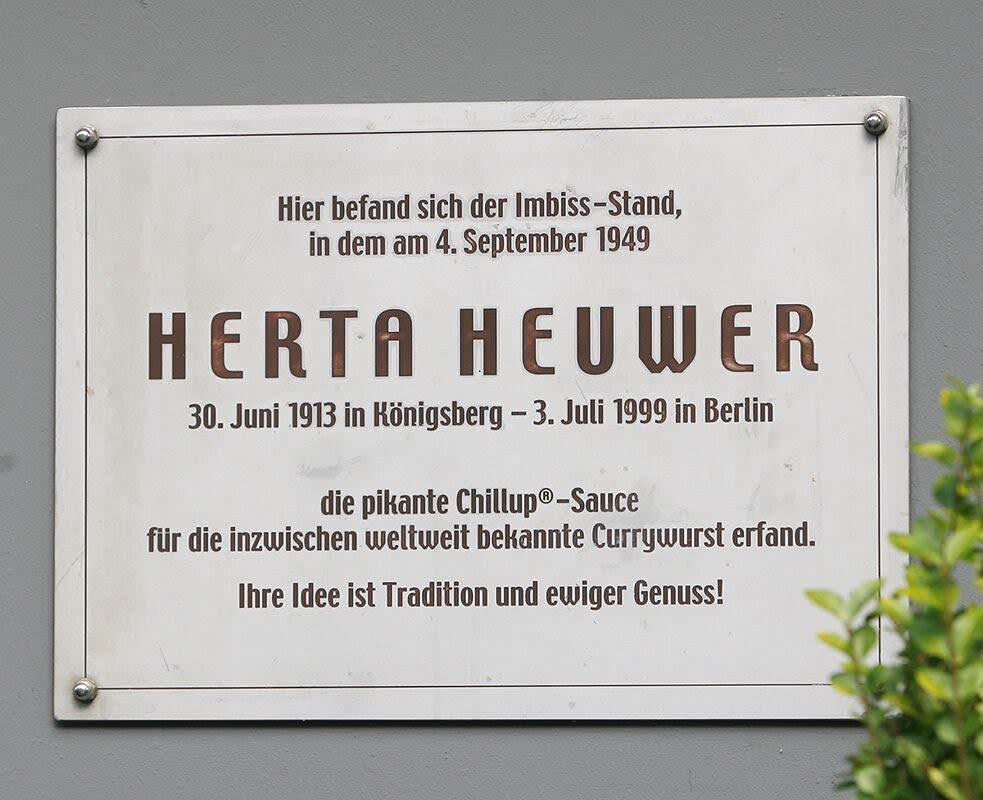 Hier befand sich der Imbiss-Stand,
in dem am 4. September 1949
HERTA HEUWER
30. Juni 1913 in Königsberg – 3. Juli 1999 in Berlin
die pikante Chillup®-Sauce
für die inzwischen weltweit bekannte Currywurst erfand.
Ihre Idee ist Tradition und ewiger Genuss!